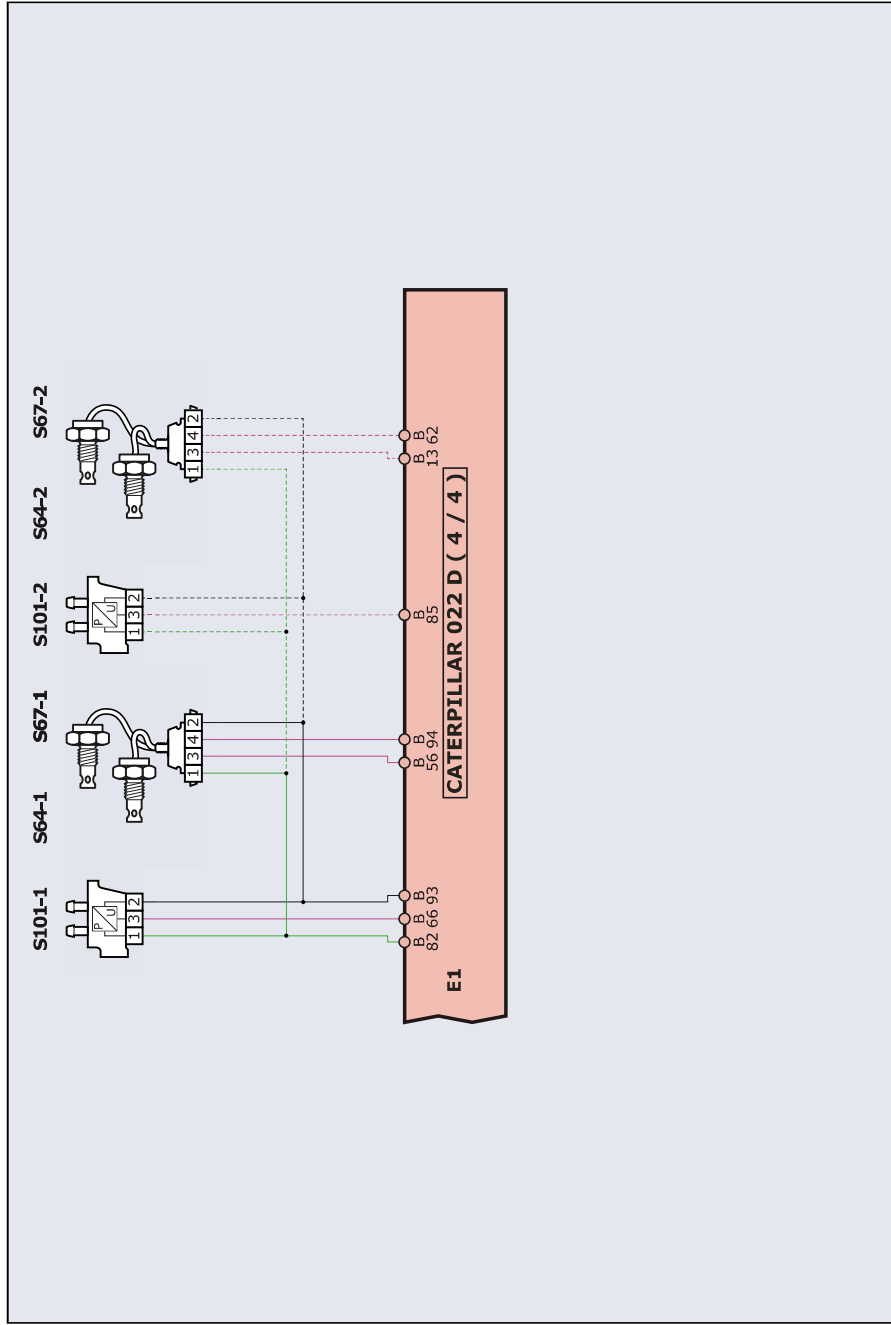 S101-1
S64-1
S67-1
S101-2
S64-2
S67-2
P
U
1 3 2
1 3 4 2
P
U
1 3 2
1 3 4 2
B B B B B B B B
82 66 93 56 94 85 13 62
E1
CATERPILLAR 022 D ( 4 / 4 )